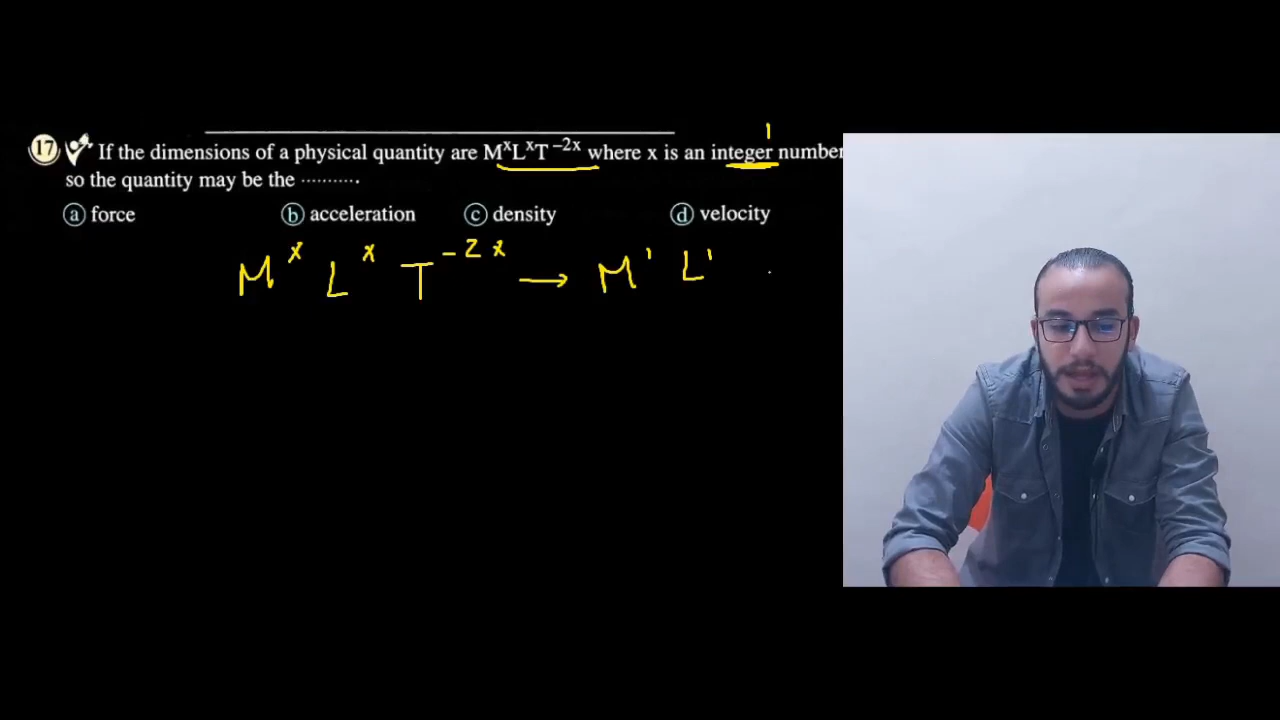 17 If the dimensions of a physical quantity are MˣLˣT⁻²ˣ where x is an integer number
1
so the quantity may be the ..........
a force b acceleration c density d velocity
Mˣ Lˣ T⁻²ˣ → M¹ L¹